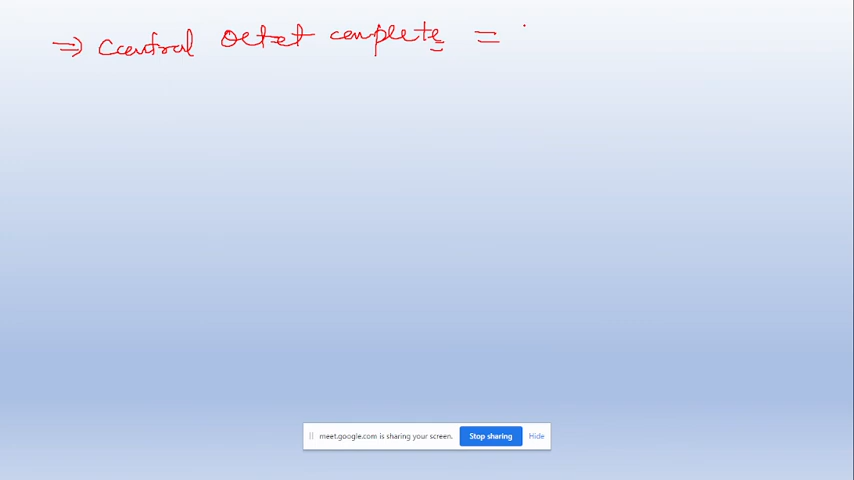 ⇒ Ccentral Octet complete =
meet.google.com is sharing your screen. Stop sharing Hide